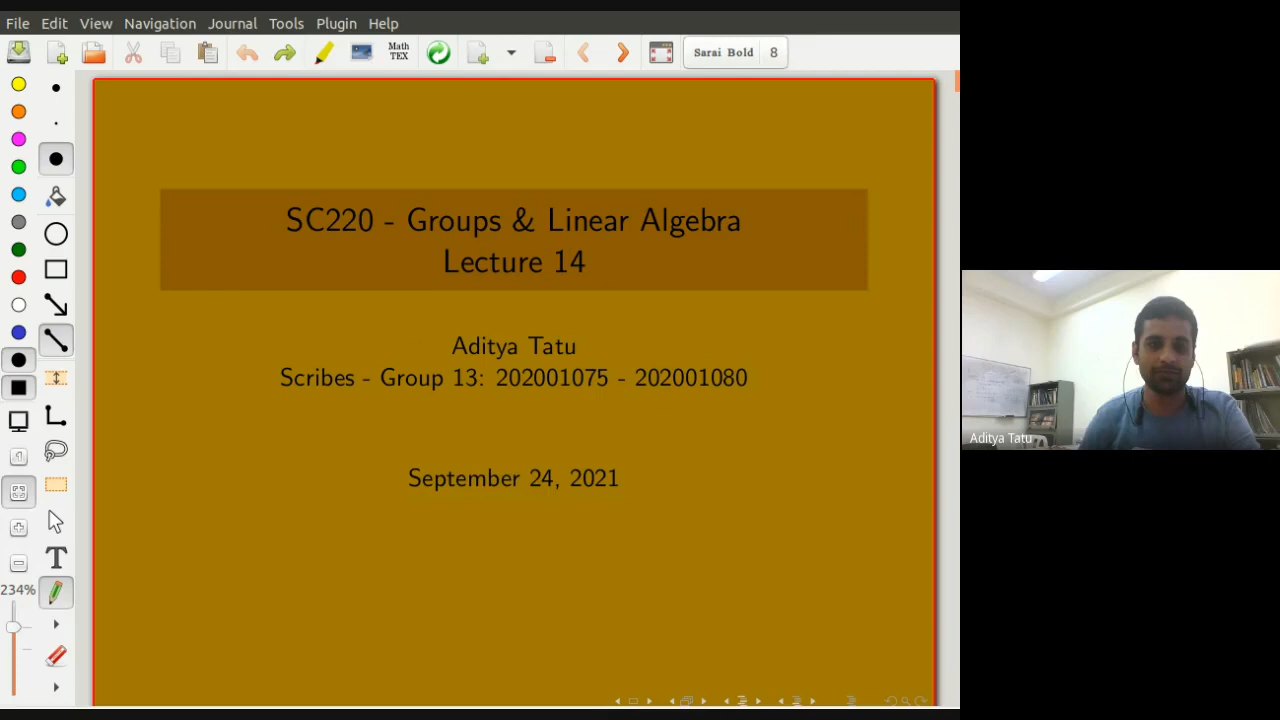 File Edit View Navigation Journal Tools Plugin Help
Math
TEX
Sarai Bold 8
SC220 - Groups & Linear Algebra
Lecture 14
Aditya Tatu
Scribes - Group 13: 202001075 - 202001080
September 24, 2021
T
234%
Aditya Tatu